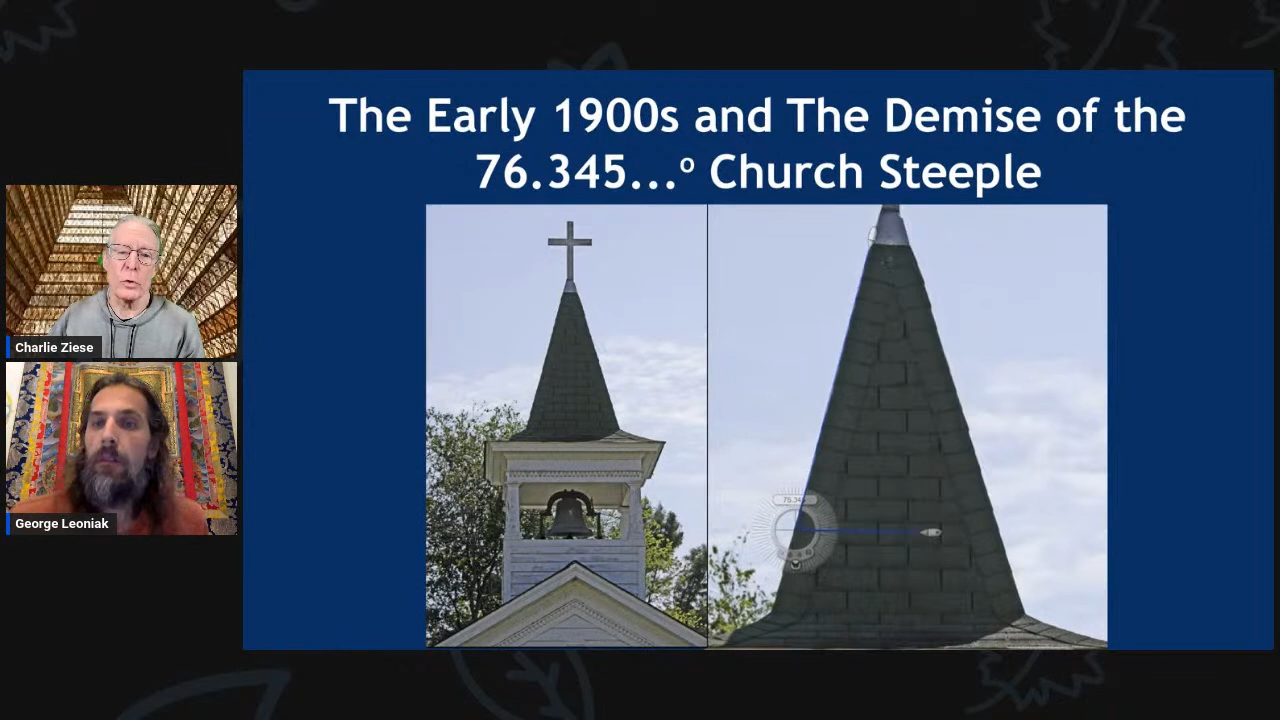 The Early 1900s and The Demise of the
76.345...º Church Steeple
Charlie Ziese
George Leoniak